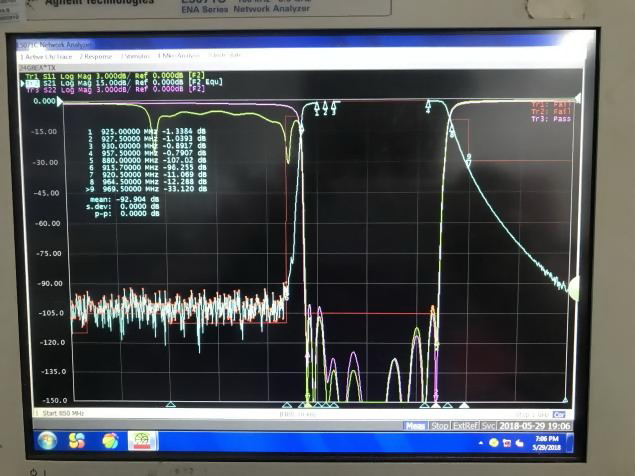 Agilent Technologies
E5071C
ENA Series Network Analyzer
E5071C Network Analyzer
1 Active Ch/Trace 2 Response 3 Stimulus
Tr1 S11 Log Mag 3.000dB/ Ref 0.000dB [F2]
Tr2 S21 Log Mag 15.00dB/ Ref 0.000dB [F2 Equ]
Tr3 S22 Log Mag 3.000dB/ Ref 0.000dB [F2]
0.000
Tr1: Fail
Tr2: Fail
Tr3: Pass
-15.00
1 925.00000 MHz -1.3384 dB
2 927.50000 MHz -1.0393 dB
3 930.00000 MHz -0.8917 dB
4 957.50000 MHz -0.7907 dB
-30.00
5 880.00000 MHz -107.02 dB
6 915.70000 MHz -96.255 dB
7 920.50000 MHz -11.069 dB
8 964.50000 MHz -12.288 dB
>9 969.50000 MHz -33.120 dB
-45.00
mean: -92.904 dB
s.dev: 0.0000 dB
p-p: 0.0000 dB
-60.00
-75.00
-90.00
-105.0
-120.0
-135.0
-150.0
1 Start 850 MHz
Cor
Meas Stop ExtRef Svc 2018-05-29 19:06
7:06 PM
5/29/2018